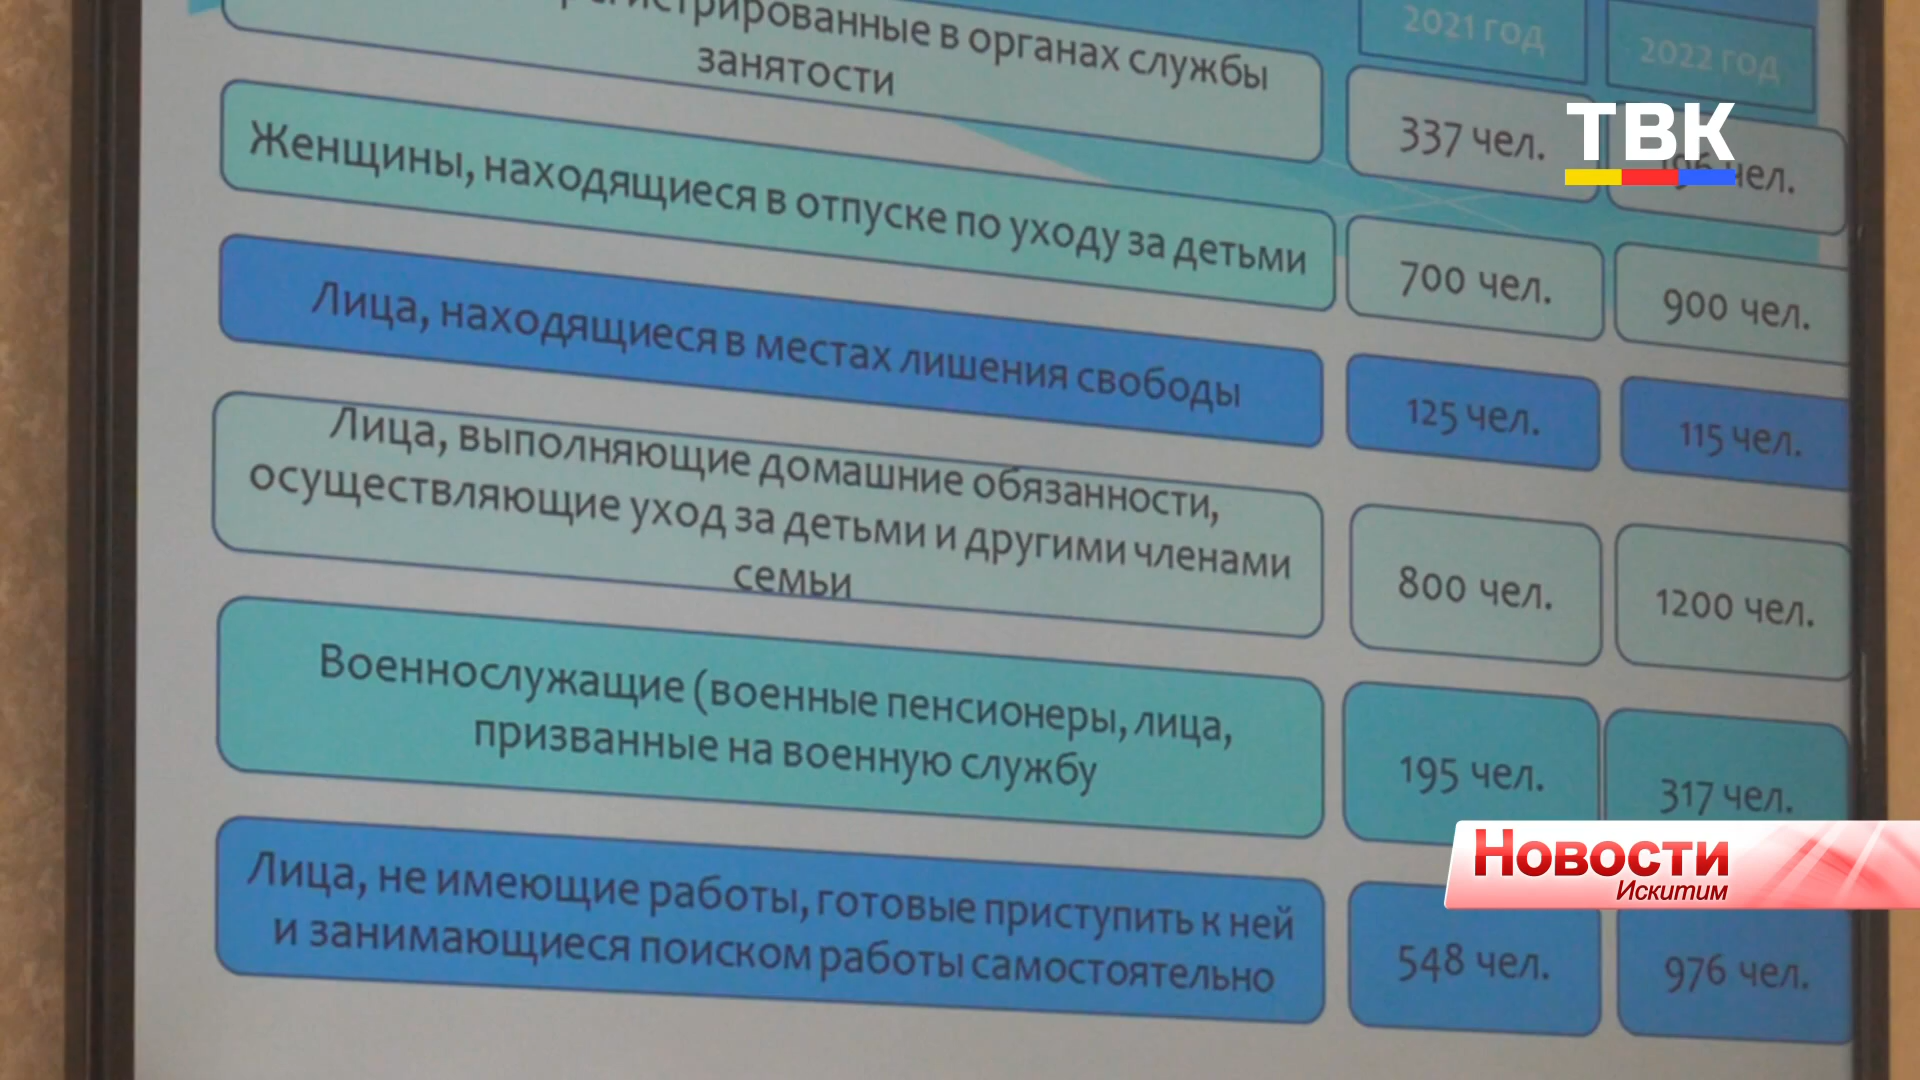 2021 год
2022 год
в органах службы
занятости
337 чел.
чел.
ТВК
Женщины, находящиеся в отпуске по уходу за детьми
700 чел.
900 чел.
Лица, находящиеся в местах лишения свободы
125 чел.
115 чел.
Лица, выполняющие домашние обязанности,
осуществляющие уход за детьми и другими членами
семьи
800 чел.
1200 чел.
Военнослужащие (военные пенсионеры, лица,
призванные на военную службу
195 чел.
317 чел.
Новости
Искитим
Лица, не имеющие работы, готовые приступить к ней
и занимающиеся поиском работы самостоятельно
548 чел.
976 чел.